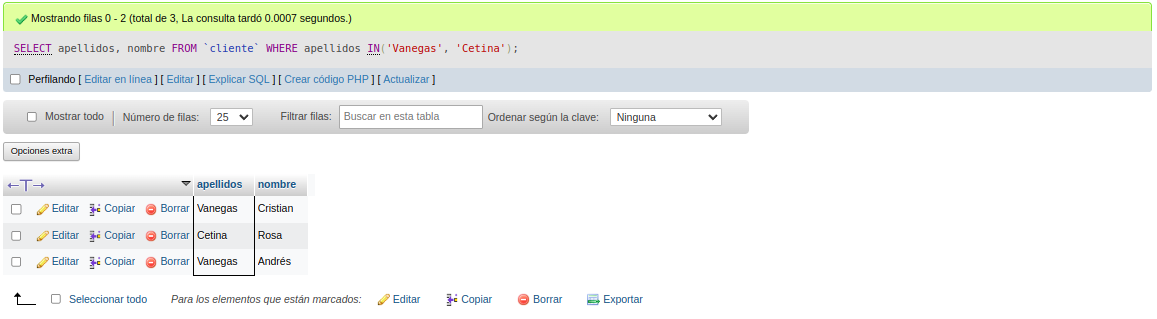 Mostrando filas 0 - 2 (total de 3, La consulta tardó 0.0007 segundos.)
SELECT apellidos, nombre FROM `cliente` WHERE apellidos IN('Vanegas', 'Cetina');
Perfilando [ Editar en línea ] [ Editar ] [ Explicar SQL ] [ Crear código PHP ] [ Actualizar ]
Mostrar todo Número de filas: 25 Filtrar filas: Buscar en esta tabla Ordenar según la clave: Ninguna
Opciones extra
apellidos nombre
Editar Copiar Borrar Vanegas Cristian
Editar Copiar Borrar Cetina Rosa
Editar Copiar Borrar Vanegas Andrés
Seleccionar todo Para los elementos que están marcados: Editar Copiar Borrar Exportar